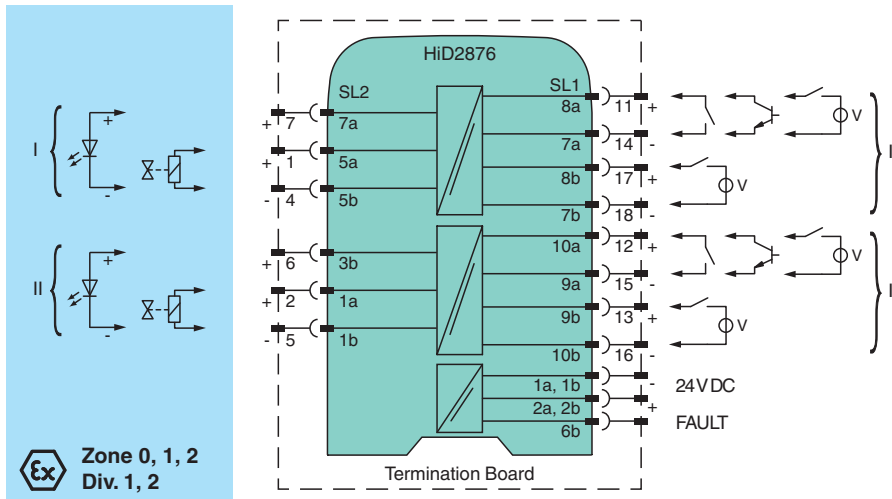 HiD2876
SL2
SL1
I
+
-
+ 7 7a
+ 1 5a
- 4 5b
8a 11 +
7a 14 -
8b 17 +
7b 18 -
V
V
I
II
+
-
+ 6 3b
+ 2 1a
- 5 1b
10a 12 +
9a 15 -
9b 13 +
10b 16 -
V
V
I
1a, 1b - 24V DC
2a, 2b +
6b FAULT
Ex Zone 0, 1, 2
Div. 1, 2
Termination Board